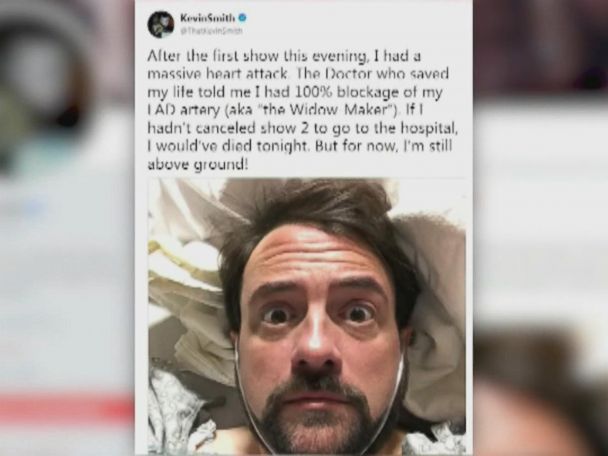 KevinSmith
@ThatKevinSmith
After the first show this evening, I had a
massive heart attack. The Doctor who saved
my life told me I had 100% blockage of my
LAD artery (aka "the Widow-Maker"). If I
hadn't canceled show 2 to go to the hospital,
I would've died tonight. But for now, I'm still
above ground!